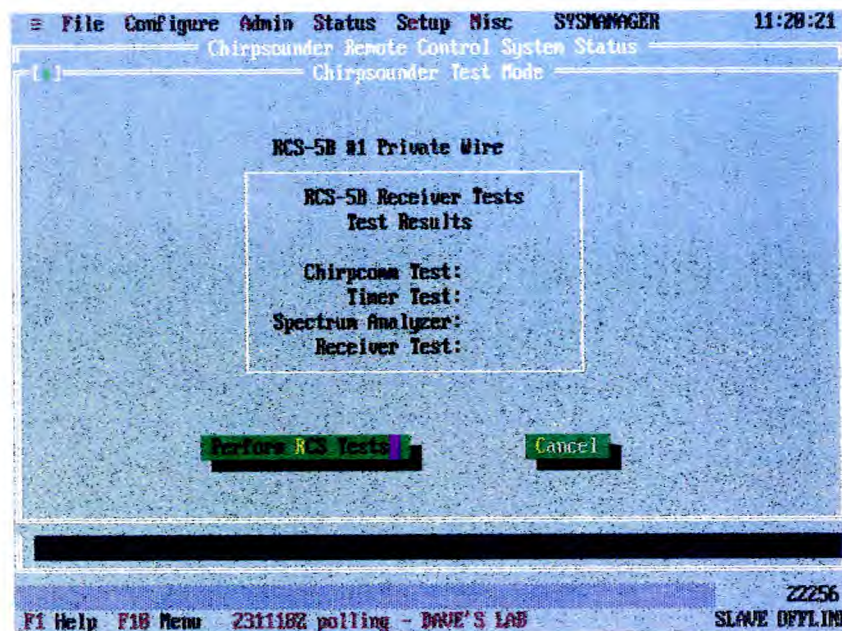 ≡ File Configure Admin Status Setup Misc SYSMANAGER 11:20:21
Chirpsounder Remote Control System Status
Chirpsounder Test Mode
RCS-5B #1 Private Wire
RCS-5B Receiver Tests
Test Results
Chirpcomm Test:
Timer Test:
Spectrum Analyzer:
Receiver Test:
Perform RCS Tests
Cancel
22256
F1 Help F10 Menu 231118Z polling - DAVE'S LAB SLAVE OFFLINE